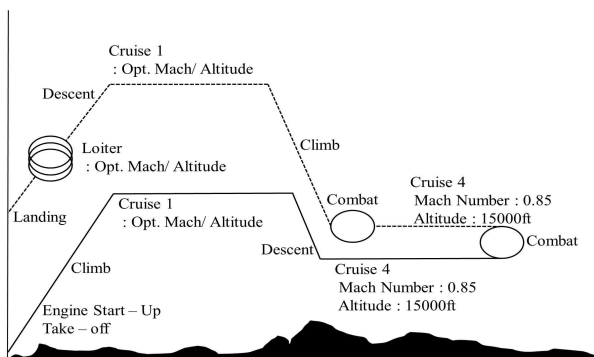 Cruise 1
: Opt. Mach/ Altitude
Descent
Loiter
: Opt. Mach/ Altitude
Climb
Landing
Combat
Cruise 4
Mach Number : 0.85
Altitude : 15000ft
Combat
Cruise 1
: Opt. Mach/ Altitude
Descent
Climb
Cruise 4
Mach Number : 0.85
Altitude : 15000ft
Engine Start – Up
Take – off